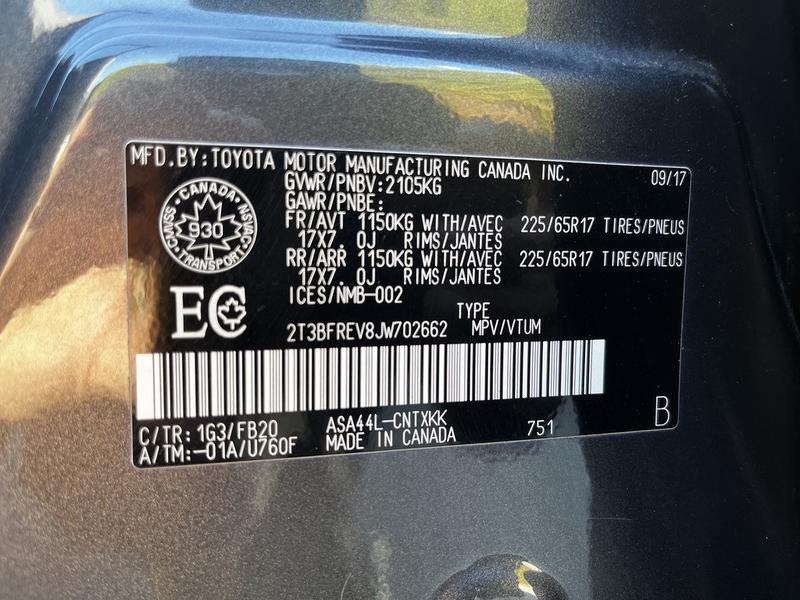 MFD.BY:TOYOTA MOTOR MANUFACTURING CANADA INC. 09/17
GVWR/PNBV:2105KG
GAWR/PNBE:
FR/AVT 1150KG WITH/AVEC 225/65R17 TIRES/PNEUS
17X7.0J RIMS/JANTES
RR/ARR 1150KG WITH/AVEC 225/65R17 TIRES/PNEUS
17X7.0J RIMS/JANTES
ICES/NMB-002
CANADA
CMVSS
930
NSVAC
TRANSPORT
EC
TYPE
2T3BFREV8JW702662 MPV/VTUM
C/TR: 1G3/FB20 ASA44L-CNTXKK 751 B
A/TM:-01A/U760F MADE IN CANADA